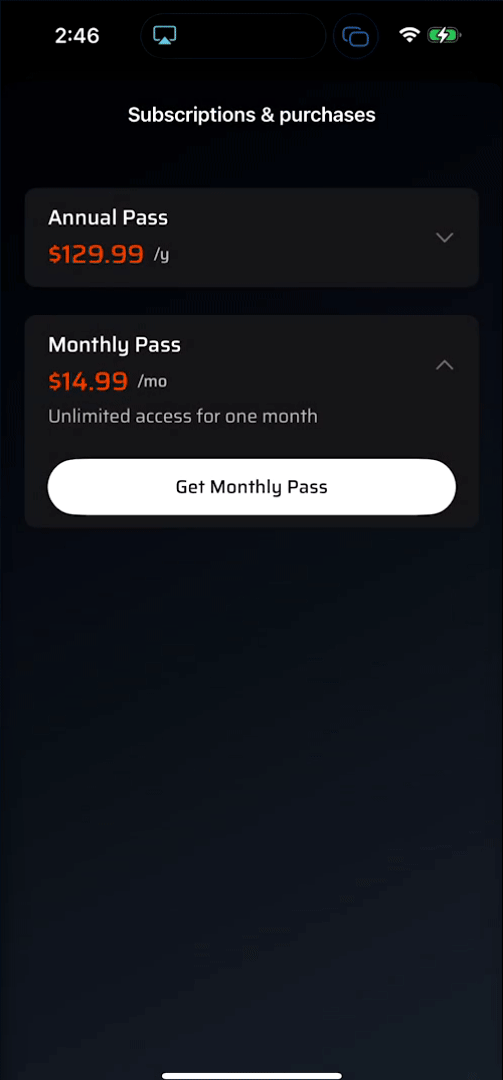 2:46
Subscriptions & purchases
Annual Pass
$129.99 /y
Monthly Pass
$14.99 /mo
Unlimited access for one month
Get Monthly Pass